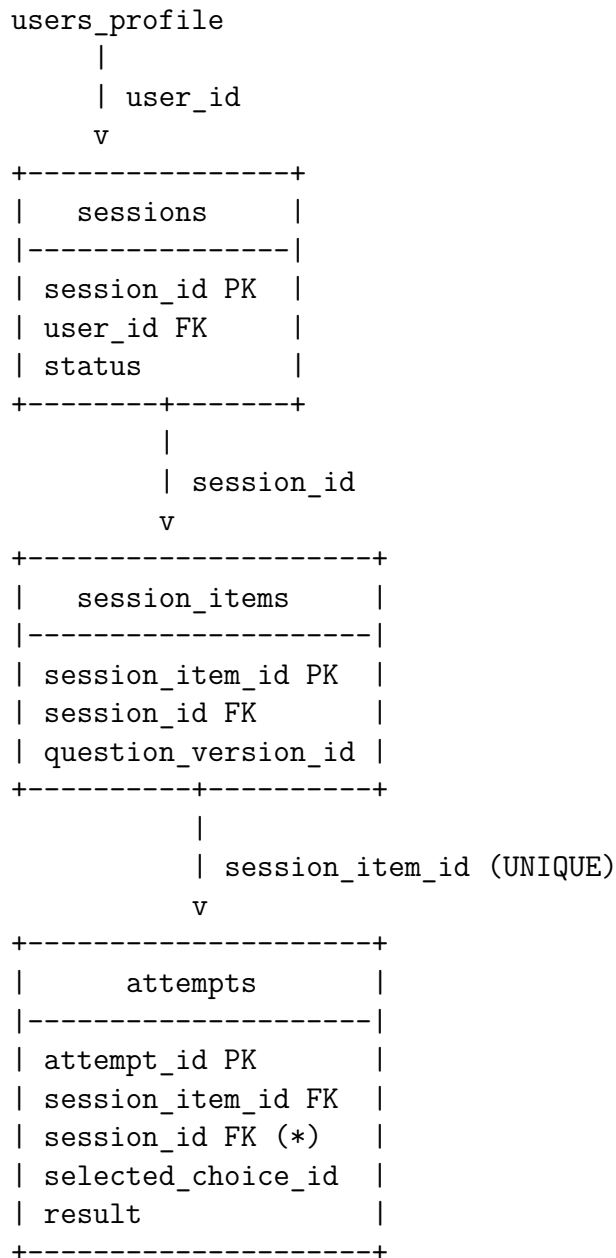 users_profile
|
| user_id
v
+----------------+
|   sessions     |
|----------------|
| session_id PK  |
| user_id FK     |
| status         |
+--------+-------+
|
| session_id
v
+---------------------+
|   session_items     |
|---------------------|
| session_item_id PK  |
| session_id FK       |
| question_version_id |
+----------+----------+
|
| session_item_id (UNIQUE)
v
+---------------------+
|      attempts       |
|---------------------|
| attempt_id PK       |
| session_item_id FK  |
| session_id FK (*)   |
| selected_choice_id  |
| result              |
+---------------------+